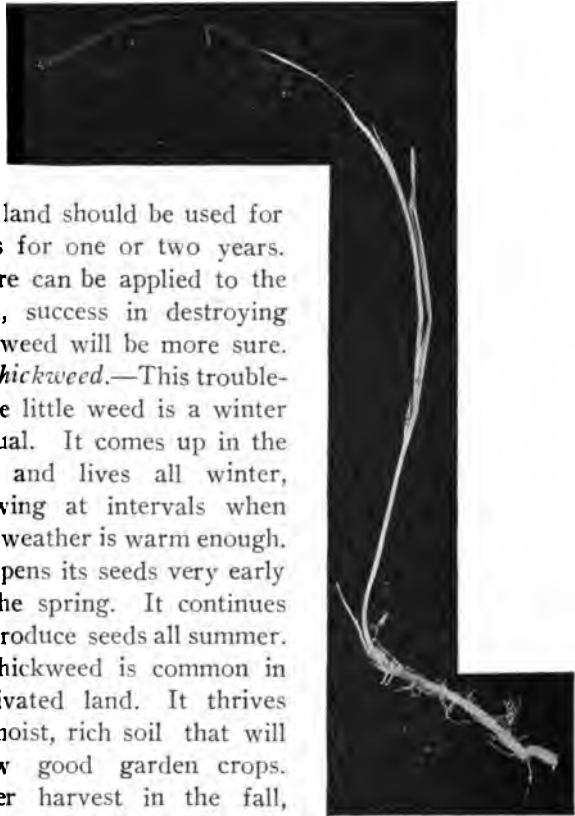 land should be used for
s for one or two years.
re can be applied to the
, success in destroying
weed will be more sure.
hickweed.—This trouble-
e little weed is a winter
ual. It comes up in the
and lives all winter,
wing at intervals when
weather is warm enough.
pens its seeds very early
he spring. It continues
roduce seeds all summer.
hickweed is common in
ivated land. It thrives
oist, rich soil that will
w good garden crops.
er harvest in the fall,